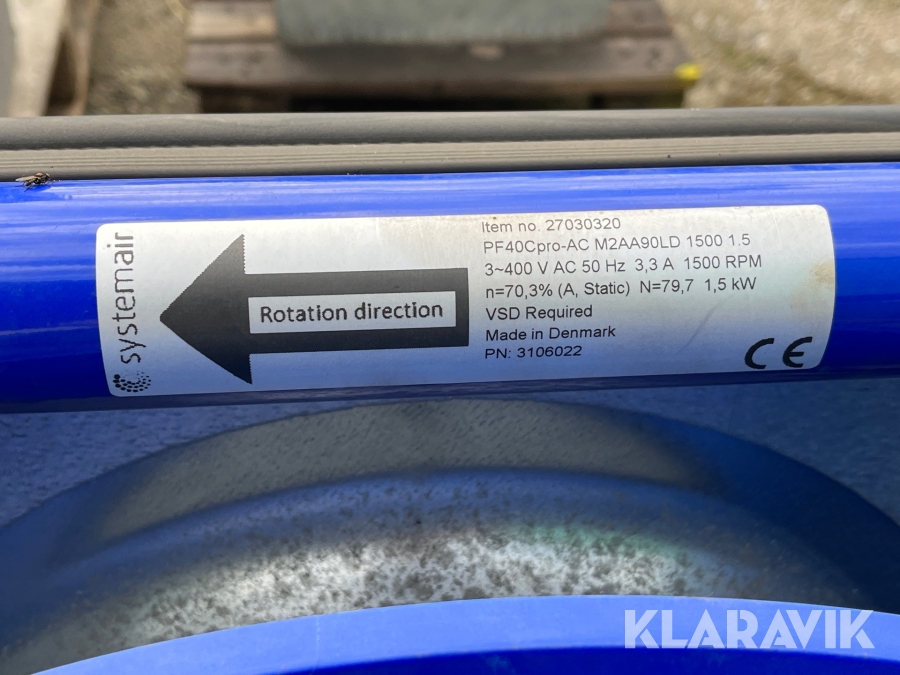 systemair
Rotation direction
Item no. 27030320
PF40Cpro-AC M2AA90LD 1500 1.5
3~400 V AC 50 Hz 3,3 A 1500 RPM
n=70,3% (A, Static) N=79,7 1,5 kW
VSD Required
Made in Denmark
PN: 3106022
CE
KLARAVIK